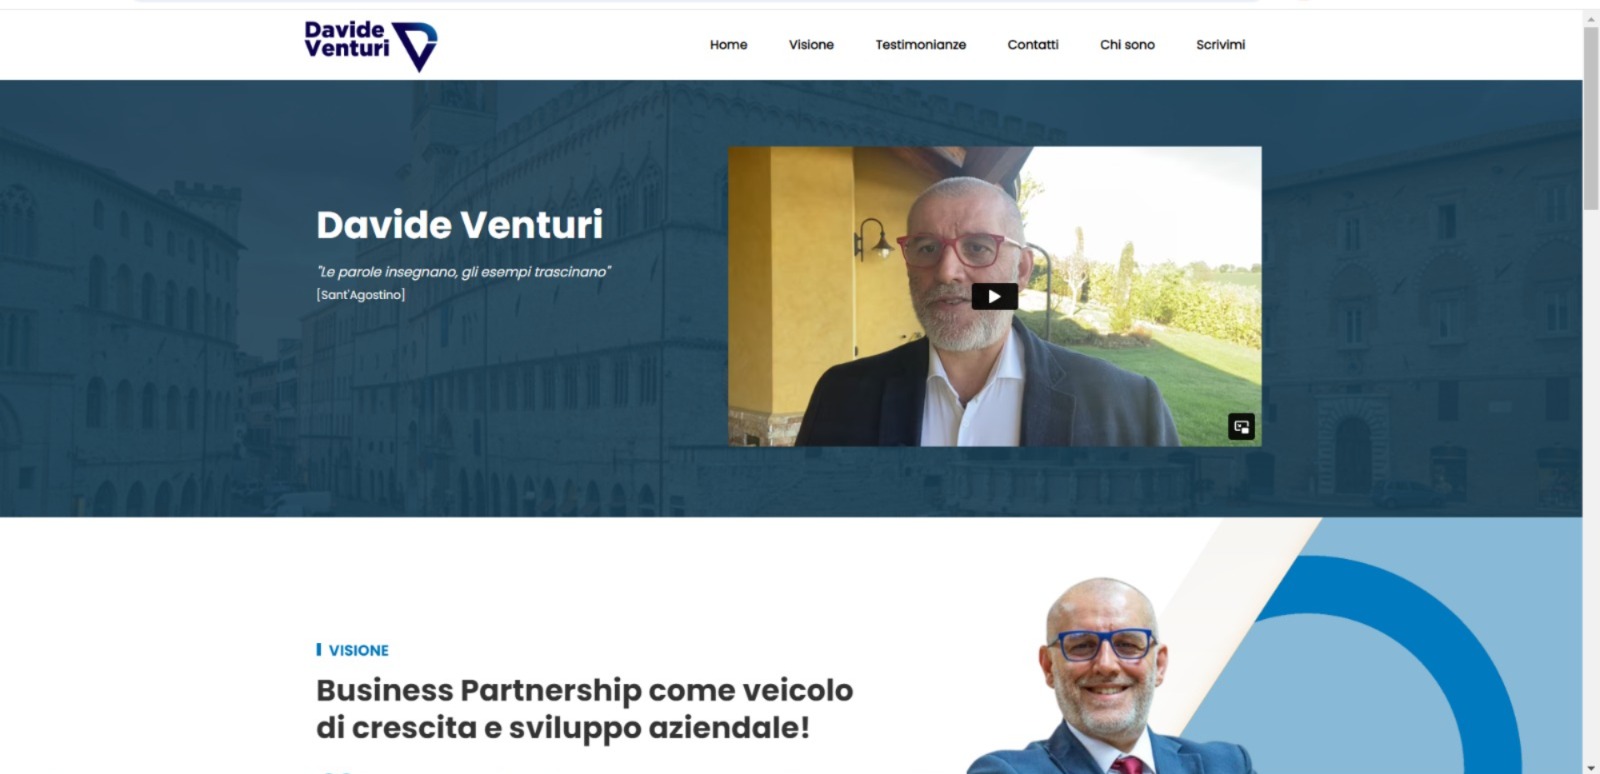 Davide
Venturi
Home Visione Testimonianze Contatti Chi sono Scrivimi
Davide Venturi
"Le parole insegnano, gli esempi trascinano"
[Sant'Agostino]
VISIONE
Business Partnership come veicolo
di crescita e sviluppo aziendale!